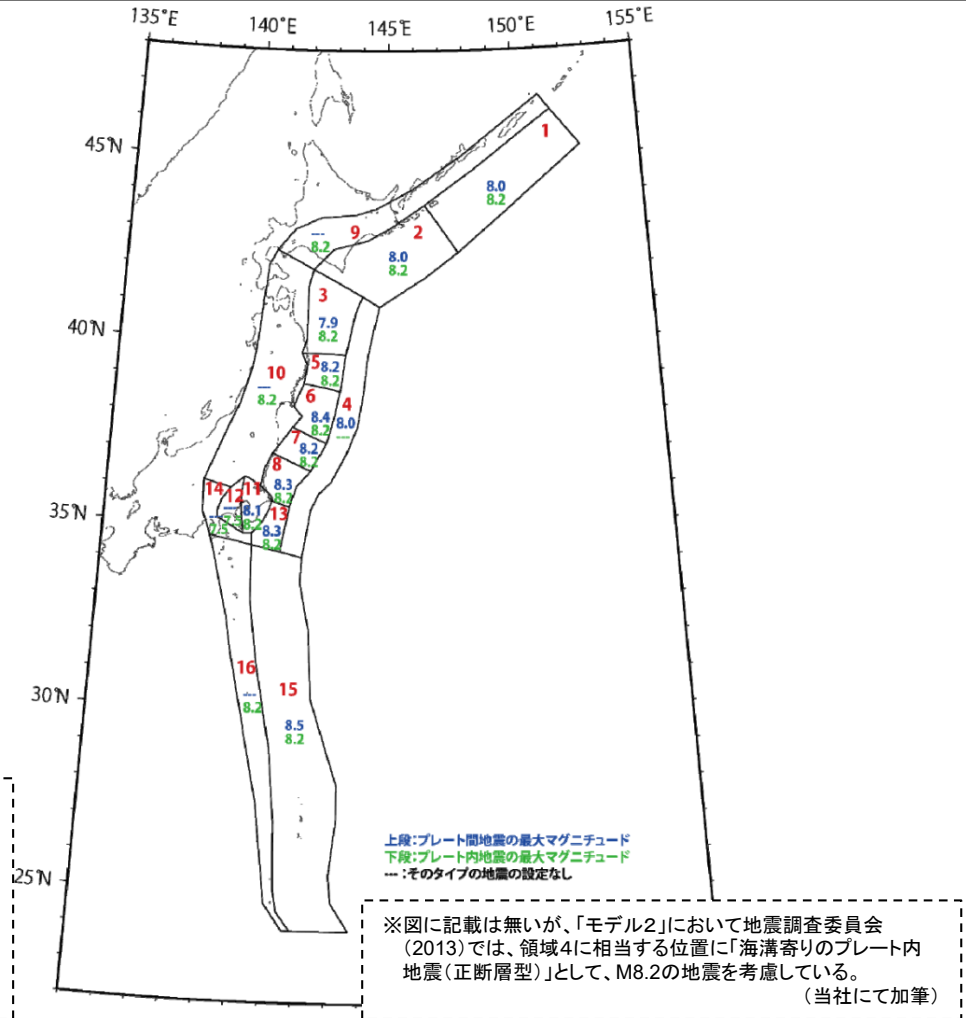 135°E
140°E
145°E
150°E
155°E
45°N
40°N
35°N
30°N
25°N
1
8.0
8.2
2
8.0
8.2
9
---
8.2
3
7.9
8.2
5
8.2
8.2
10
---
8.2
6
8.4
8.2
4
8.0
---
7
8.2
8.2
8
8.3
8.2
14
---
7.5
12
---
11
8.1
8.2
13
8.3
8.2
16
---
8.2
15
8.5
8.2
上段:プレート間地震の最大マグニチュード
下段:プレート内地震の最大マグニチュード
---:そのタイプの地震の設定なし
※図に記載は無いが、「モデル2」において地震調査委員会
(2013)では、領域4に相当する位置に「海溝寄りのプレート内
地震(正断層型)」として、M8.2の地震を考慮している。
(当社にて加筆)